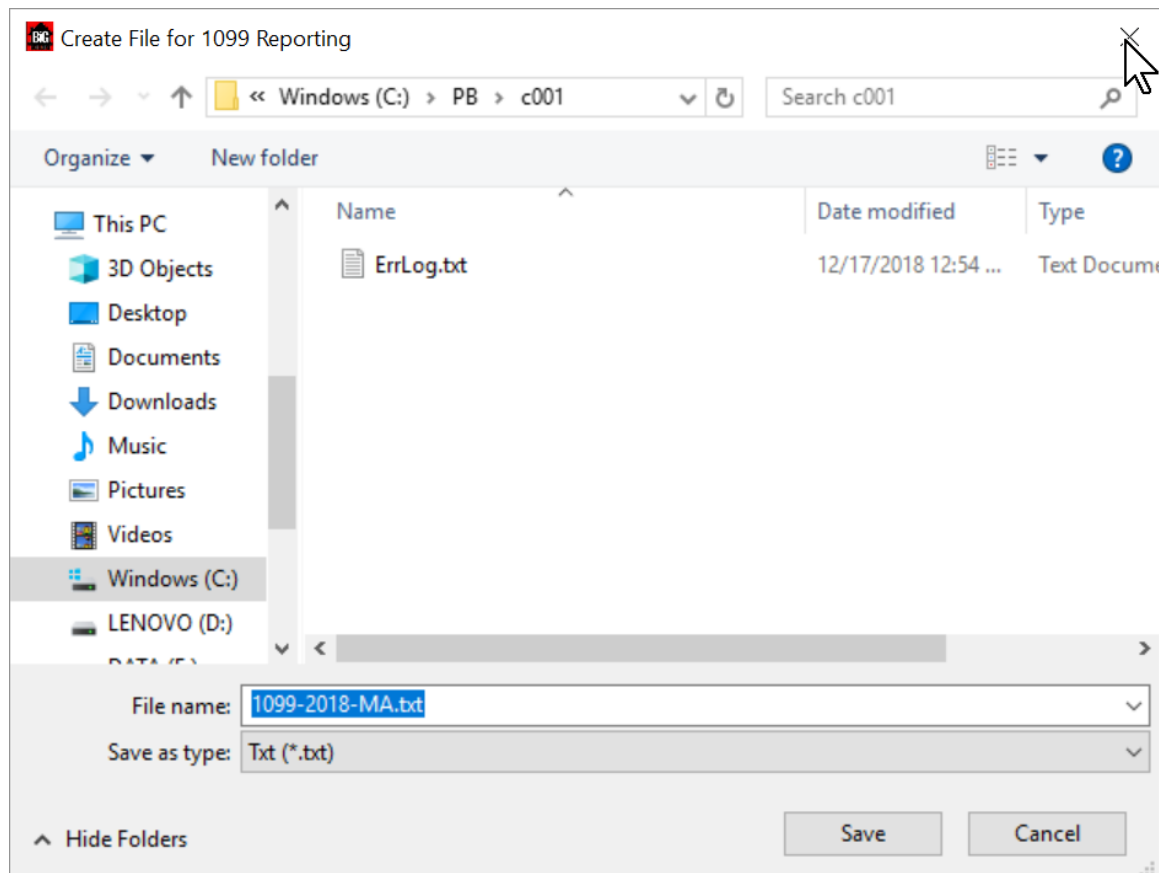 BiG Create File for 1099 Reporting
« Windows (C:) › PB › c001
Search c001
Organize New folder
Name Date modified Type
This PC
3D Objects
Desktop
Documents
Downloads
Music
Pictures
Videos
Windows (C:)
LENOVO (D:)
ErrLog.txt 12/17/2018 12:54 ... Text Docume
File name: 1099-2018-MA.txt
Save as type: Txt (*.txt)
Hide Folders Save Cancel